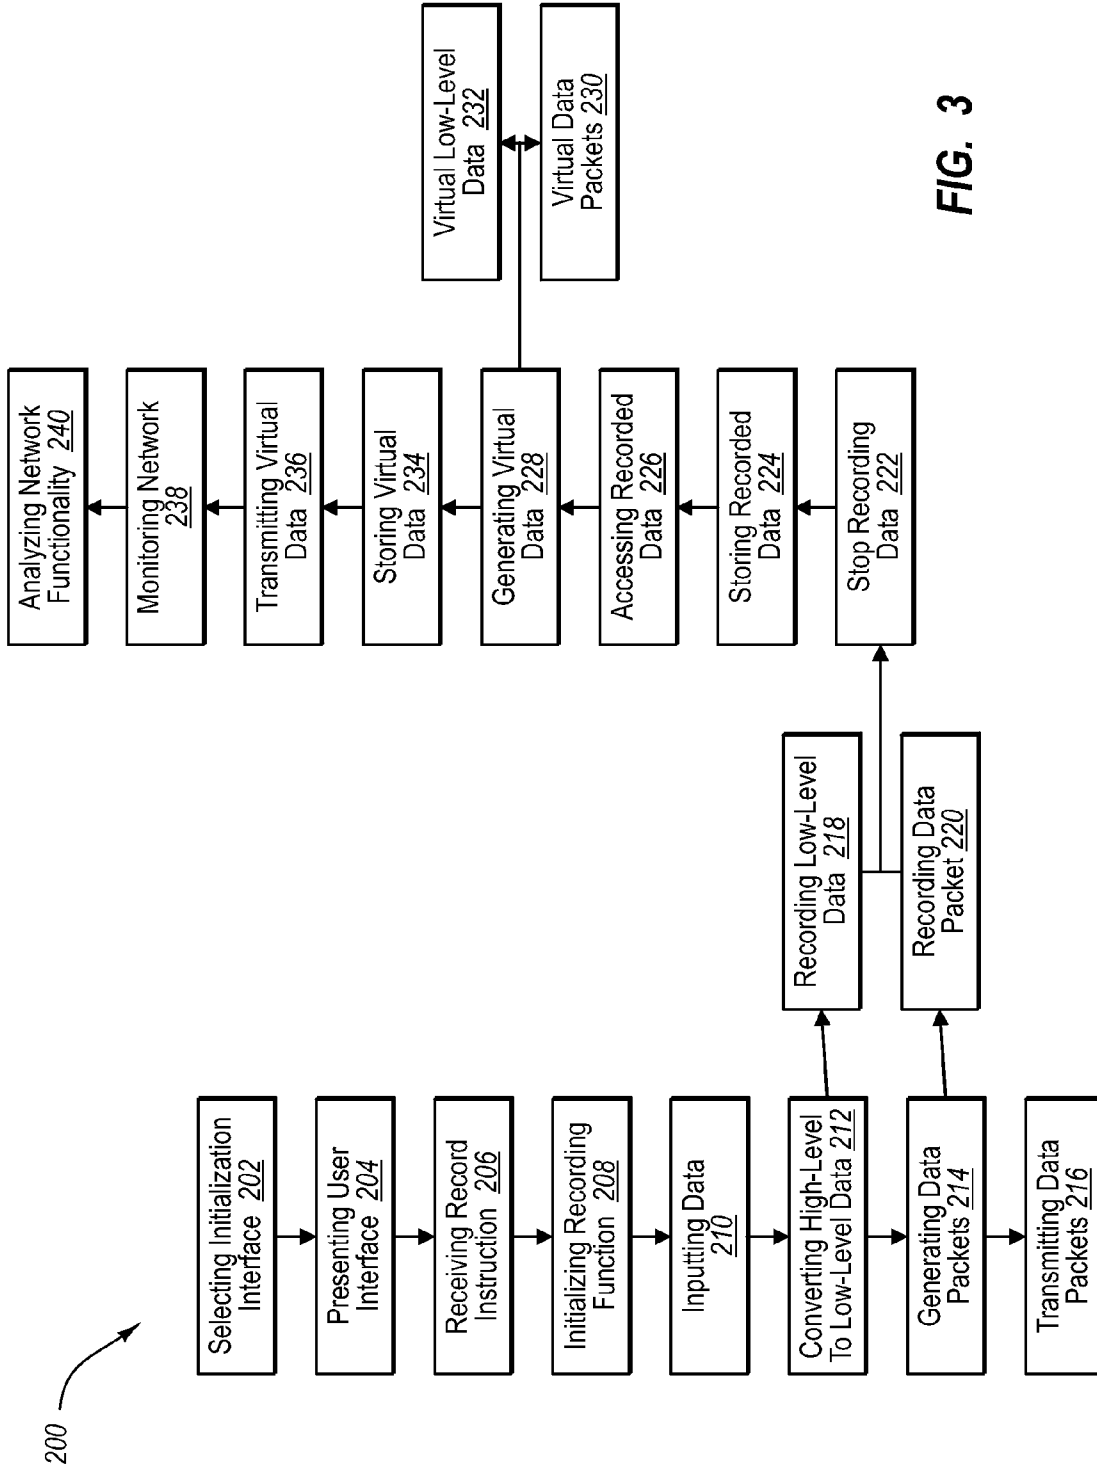 200
Selecting Initialization
Interface 202
Presenting User
Interface 204
Receiving Record
Instruction 206
Initializing Recording
Function 208
Inputting Data
210
Converting High-Level
To Low-Level Data 212
Generating Data
Packets 214
Transmitting Data
Packets 216
Recording Low-Level
Data 218
Recording Data
Packet 220
Analyzing Network
Functionality 240
Monitoring Network
238
Transmitting Virtual
Data 236
Storing Virtual
Data 234
Generating Virtual
Data 228
Accessing Recorded
Data 226
Storing Recorded
Data 224
Stop Recording
Data 222
Virtual Low-Level
Data 232
Virtual Data
Packets 230
FIG. 3